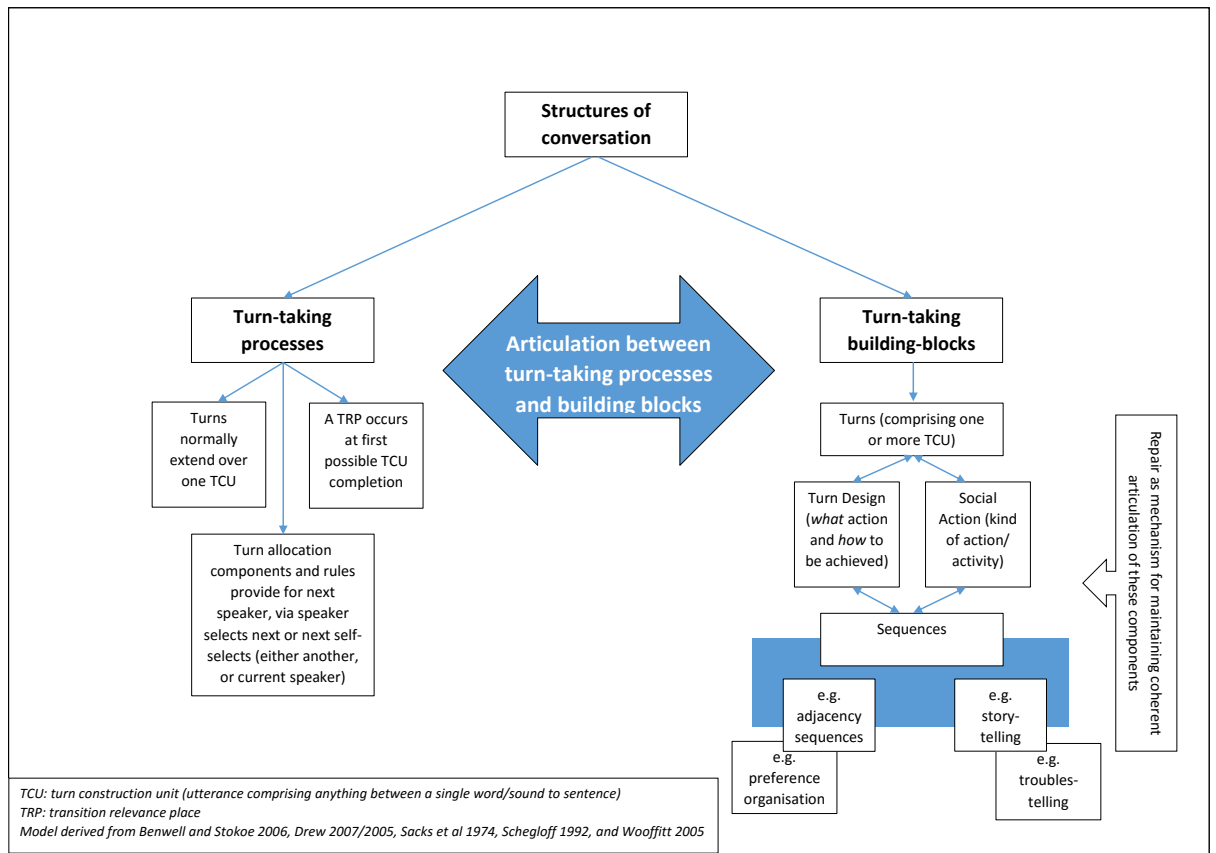 Structures of
conversation
Turn-taking
processes
Articulation between
turn-taking processes
and building blocks
Turn-taking
building-blocks
Turns
normally
extend over
one TCU
A TRP occurs
at first
possible TCU
completion
Turn allocation
components and rules
provide for next
speaker, via speaker
selects next or next self-
selects (either another,
or current speaker)
Turns (comprising one
or more TCU)
Turn Design
(what action
and how to
be achieved)
Social
Action (kind
of action/
activity)
Sequences
e.g.
adjacency
sequences
e.g.
story-
telling
e.g.
preference
organisation
e.g.
troubles-
telling
Repair as mechanism for maintaining coherent
articulation of these components
TCU: turn construction unit (utterance comprising anything between a single word/sound to sentence)
TRP: transition relevance place
Model derived from Benwell and Stokoe 2006, Drew 2007/2005, Sacks et al 1974, Schegloff 1992, and Wooffitt 2005